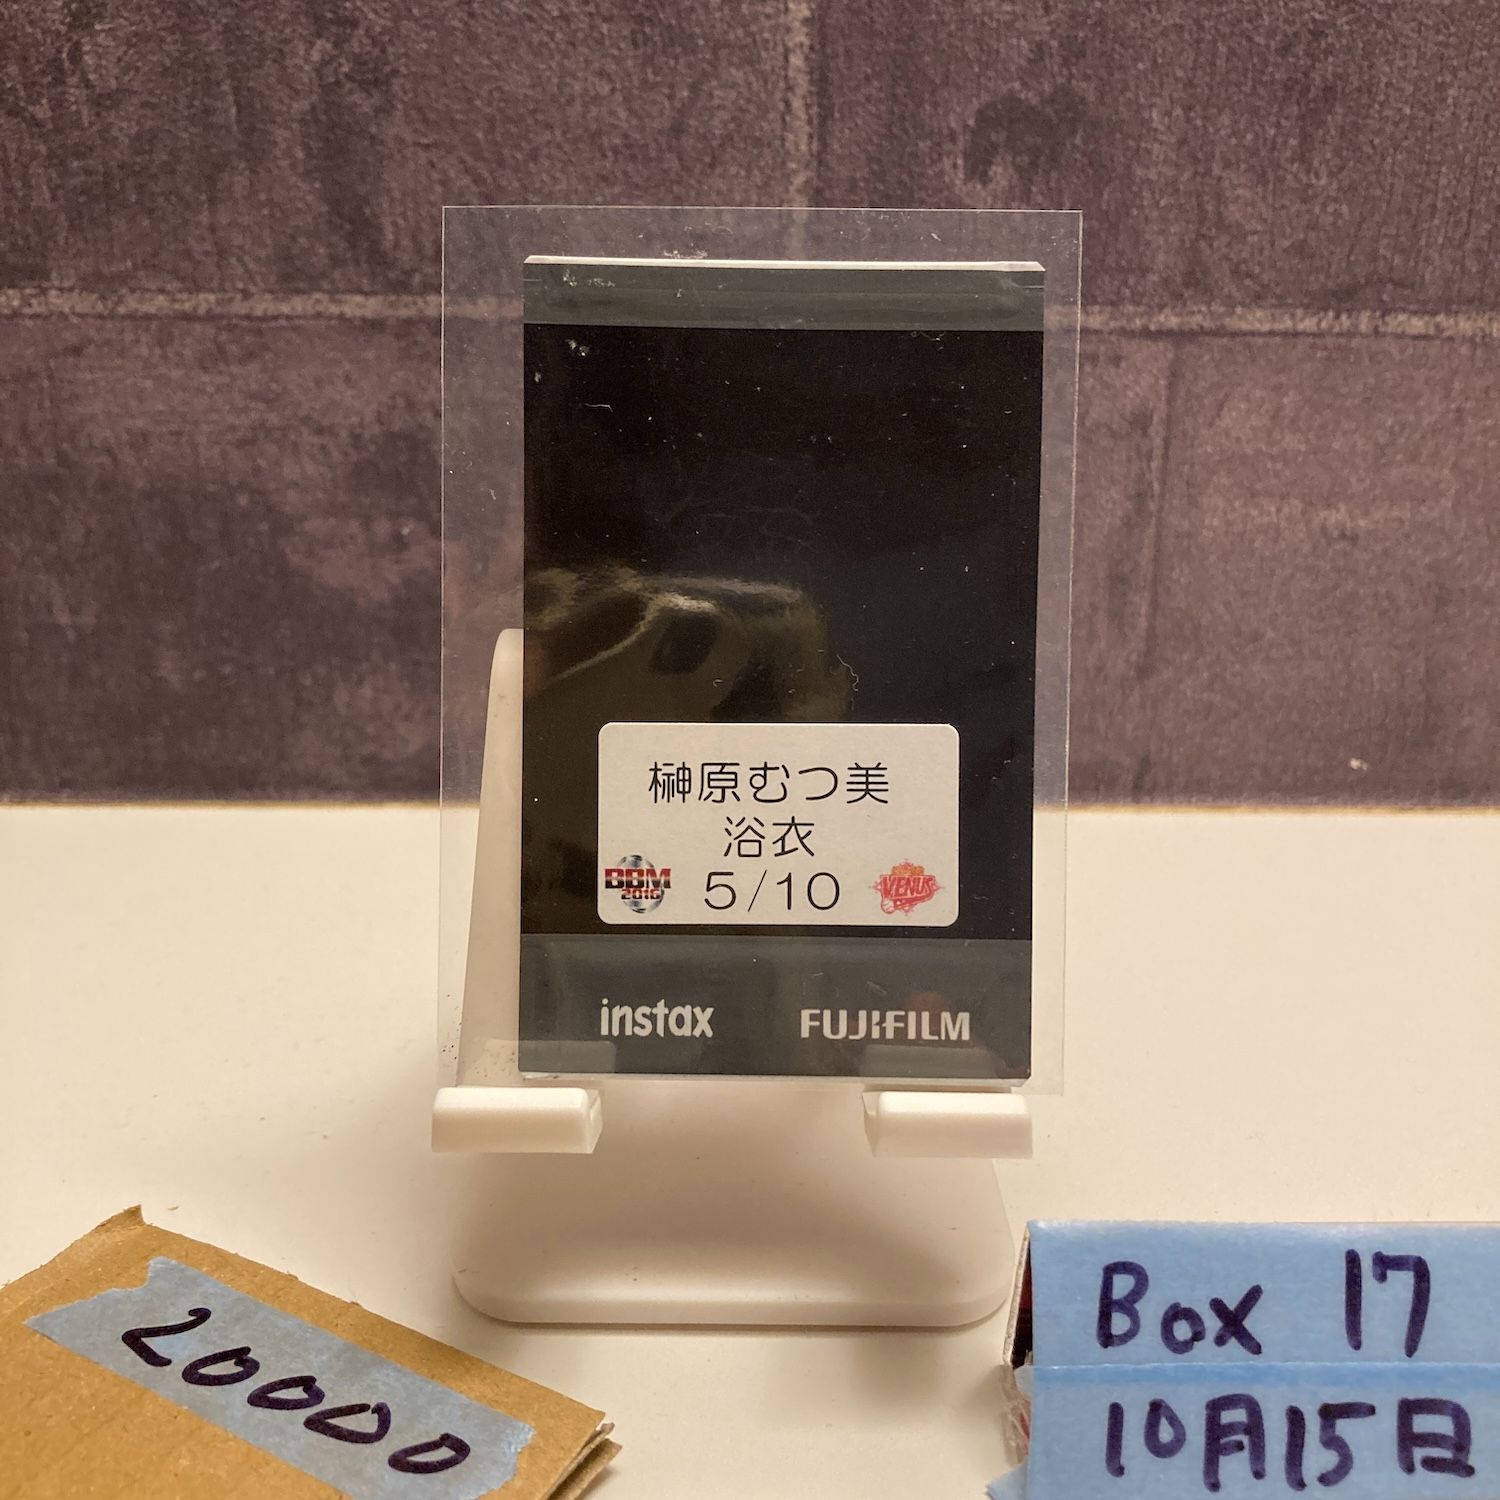 榊原むつ美
浴衣
BBM
2016
5/10
VENUS
instax
FUJIFILM
20000
Box 17
10月15日